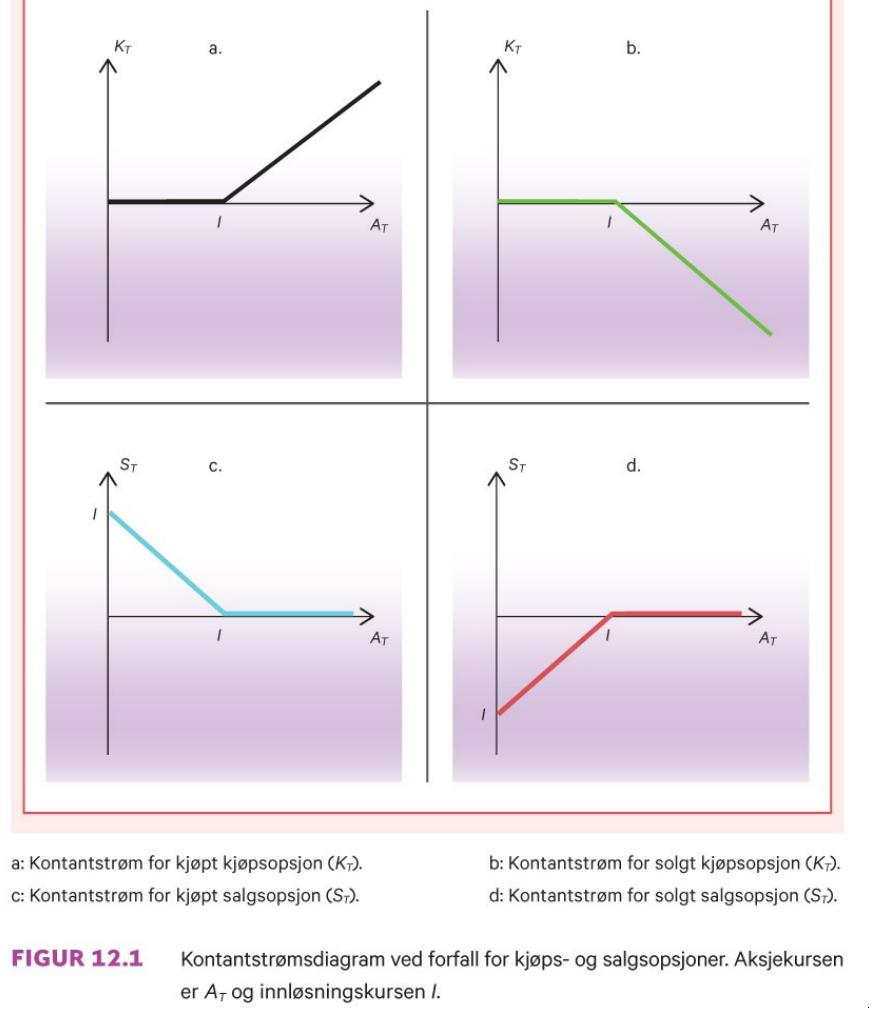 K_T a.
I
A_T
K_T b.
I
A_T
S_T c.
I
I
A_T
S_T d.
I
I
A_T
a: Kontantstrøm for kjøpt kjøpsopsjon (K_T).
b: Kontantstrøm for solgt kjøpsopsjon (K_T).
c: Kontantstrøm for kjøpt salgsopsjon (S_T).
d: Kontantstrøm for solgt salgsopsjon (S_T).
FIGUR 12.1 Kontantstrømsdiagram ved forfall for kjøps- og salgsopsjoner. Aksjekursen
er A_T og innløsningskursen I.